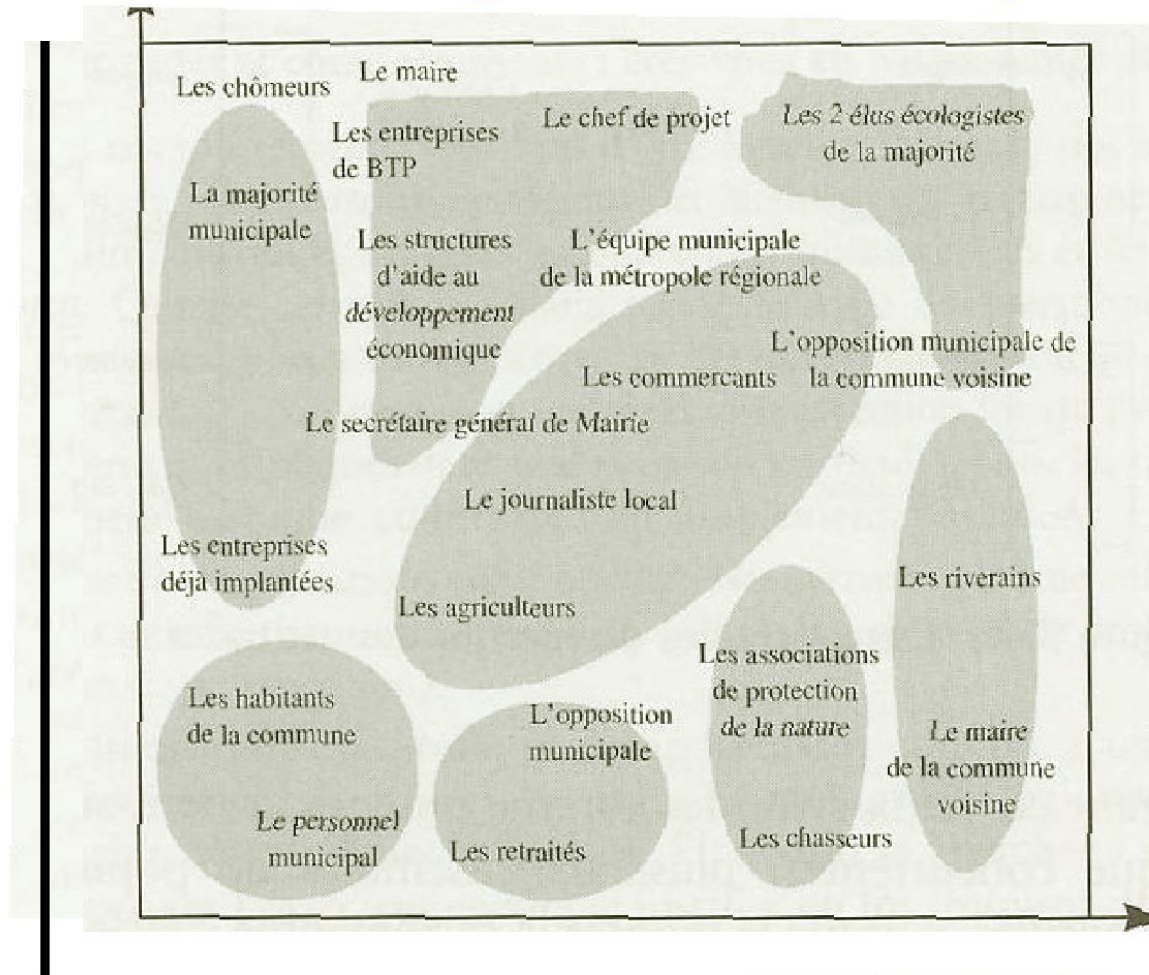 Les chômeurs
Le maire
Les entreprises
de BTP
Le chef de projet
Les 2 élus écologistes
de la majorité
La majorité
municipale
Les structures
d'aide au
développement
économique
L'équipe municipale
de la métropole régionale
L'opposition municipale de
la commune voisine
Les commercants
Le secrétaire général de Mairie
Le journaliste local
Les entreprises
déjà implantées
Les agriculteurs
Les riverains
Les associations
de protection
de la nature
Les habitants
de la commune
L'opposition
municipale
Le maire
de la commune
voisine
Le personnel
municipal
Les retraités
Les chasseurs